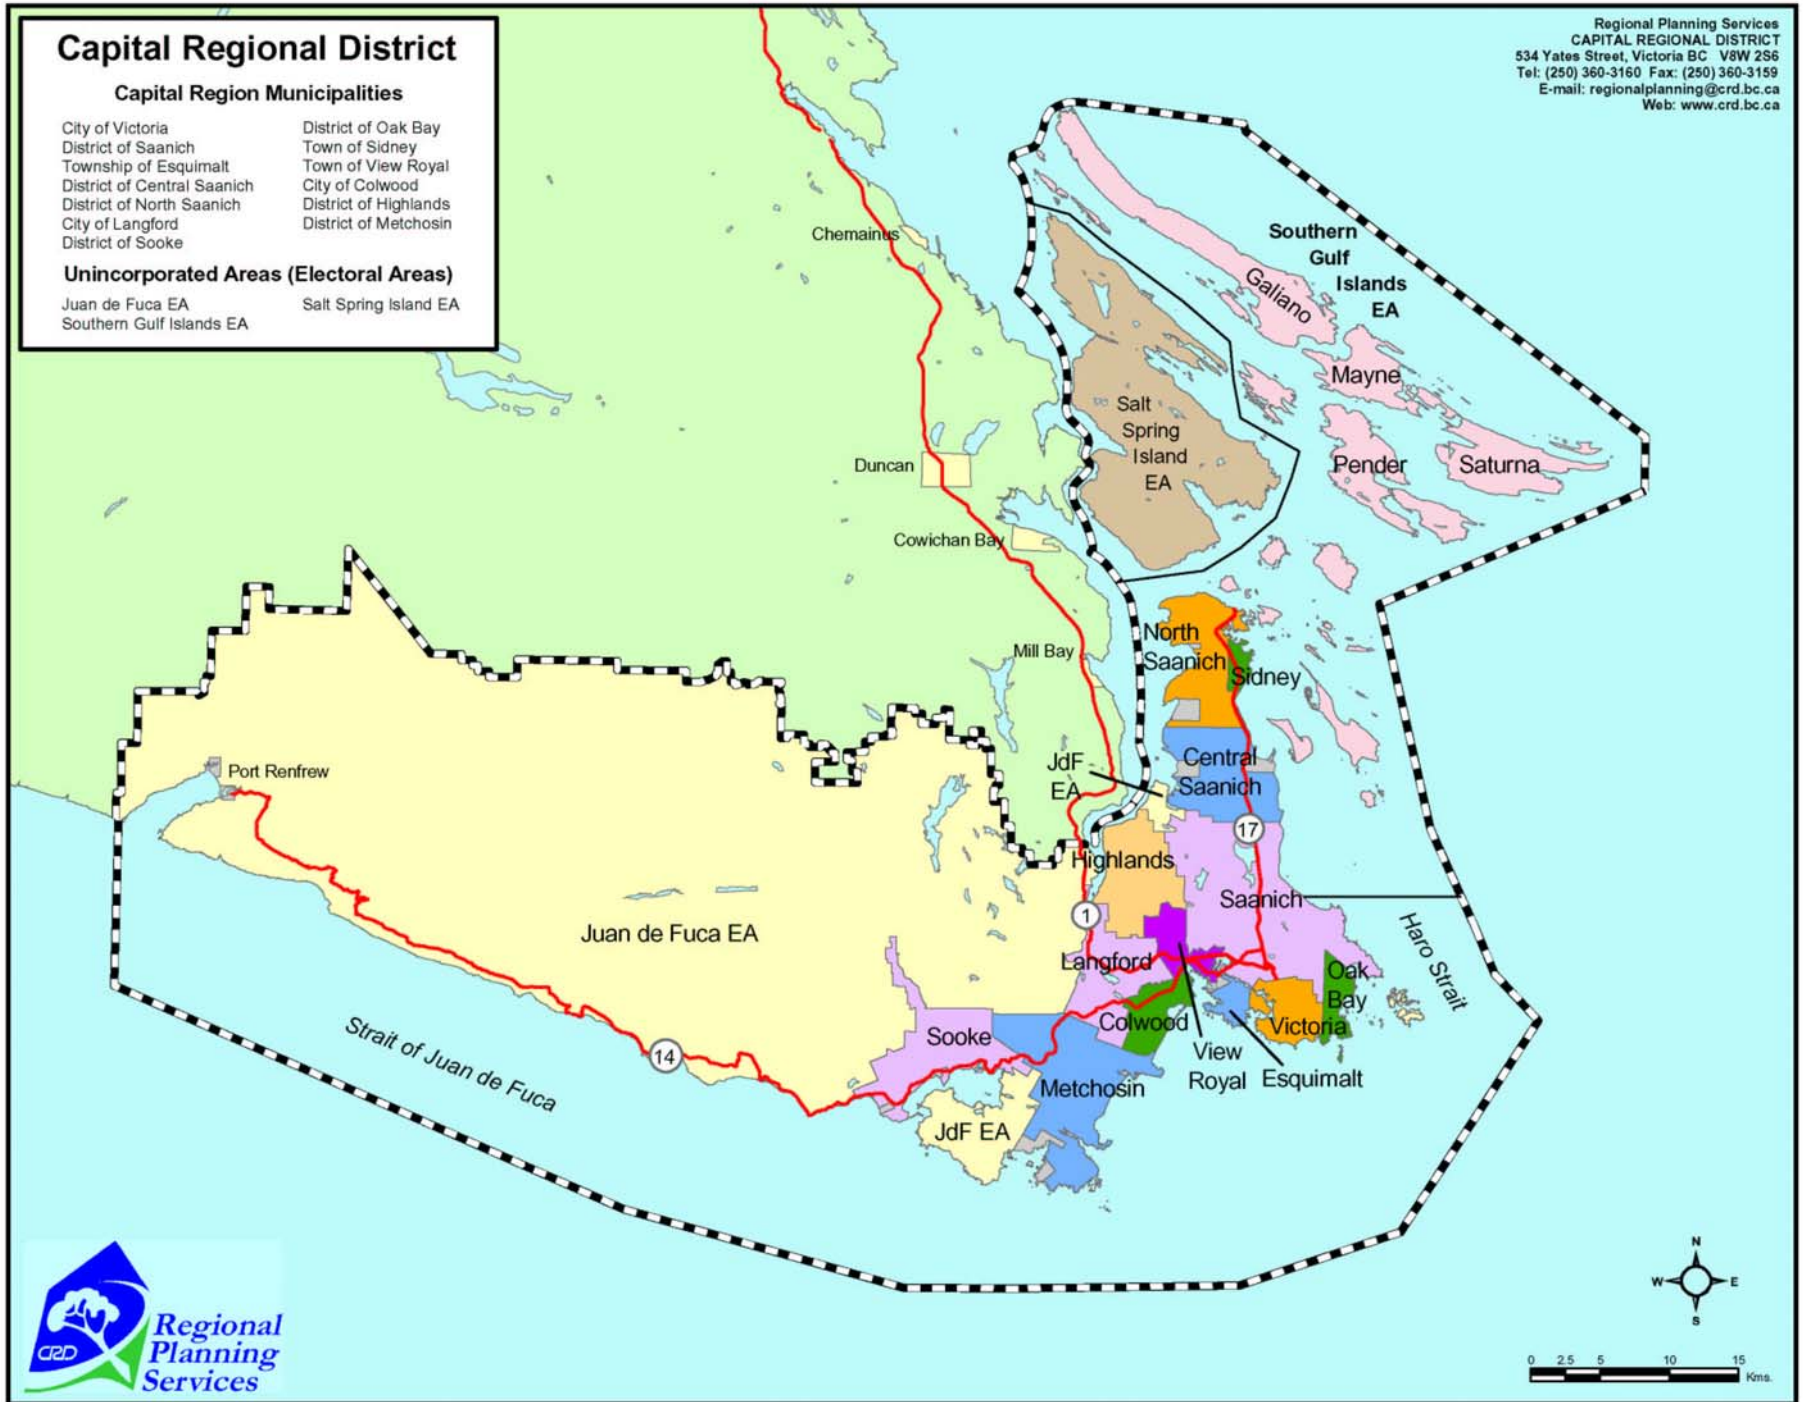 Capital Regional District
Capital Region Municipalities
City of Victoria
District of Saanich
Township of Esquimalt
District of Central Saanich
District of North Saanich
City of Langford
District of Sooke
District of Oak Bay
Town of Sidney
Town of View Royal
City of Colwood
District of Highlands
District of Metchosin
Unincorporated Areas (Electoral Areas)
Juan de Fuca EA
Southern Gulf Islands EA
Salt Spring Island EA
Regional Planning Services
CAPITAL REGIONAL DISTRICT
534 Yates Street, Victoria BC V8W 2S6
Tel: (250) 360-3160 Fax: (250) 360-3159
E-mail: regionalplanning@crd.bc.ca
Web: www.crd.bc.ca
Chemainus
Southern
Gulf
Islands
EA
Galiano
Mayne
Salt
Spring
Island
EA
Pender
Saturna
Duncan
Cowichan Bay
North
Saanich
Mill Bay
Sidney
JdF
EA
Central
Saanich
Port Renfrew
17
Highlands
Saanich
1
Juan de Fuca EA
Langford
Haro Strait
Oak
Bay
Sooke
Colwood
Victoria
Strait of Juan de Fuca
14
View
Royal
Esquimalt
Metchosin
JdF EA
CRD
Regional
Planning
Services
N
W
E
S
0 2.5 5 10 15
Kms.